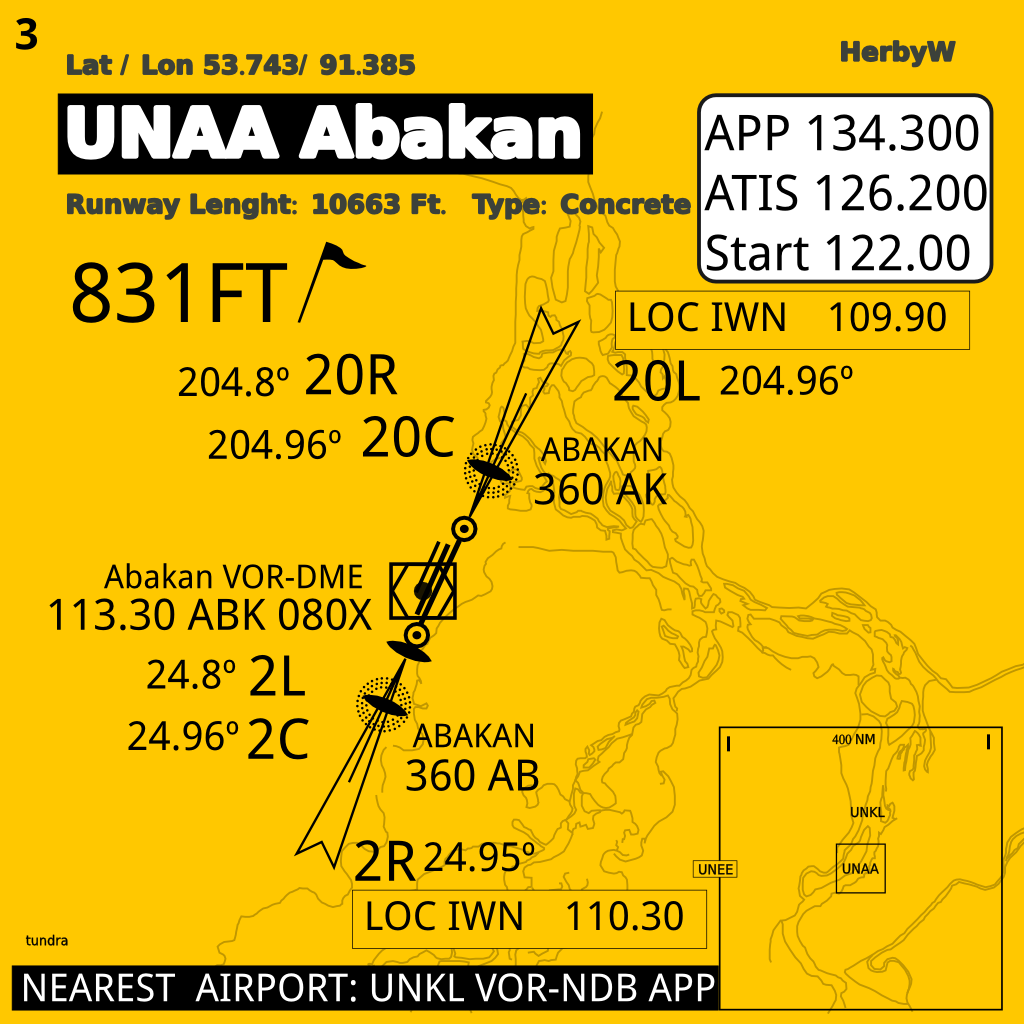 3
Lat / Lon 53.743/ 91.385
HerbyW
UNAA Abakan
Runway Lenght: 10663 Ft. Type: Concrete
APP 134.300
ATIS 126.200
Start 122.00
831FT
LOC IWN 109.90
204.8º 20R
20L 204.96º
204.96º 20C
ABAKAN
360 AK
Abakan VOR-DME
113.30 ABK 080X
24.8º 2L
24.96º 2C
ABAKAN
360 AB
400 NM
UNKL
2R 24.95º
UNEE
UNAA
LOC IWN 110.30
tundra
NEAREST AIRPORT: UNKL VOR-NDB APP